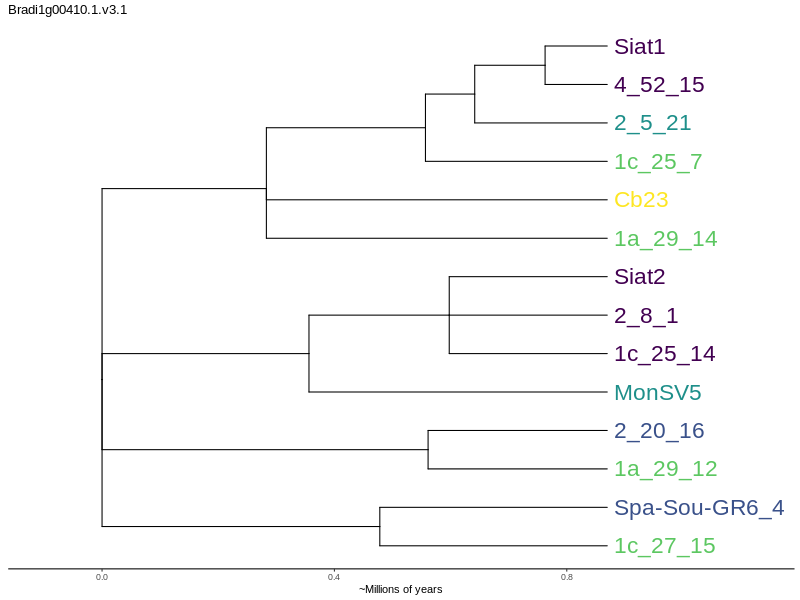 Bradi1g00410.1.v3.1
Siat1
4_52_15
2_5_21
1c_25_7
Cb23
1a_29_14
Siat2
2_8_1
1c_25_14
MonSV5
2_20_16
1a_29_12
Spa-Sou-GR6_4
1c_27_15
0.0 0.4 0.8
~Millions of years